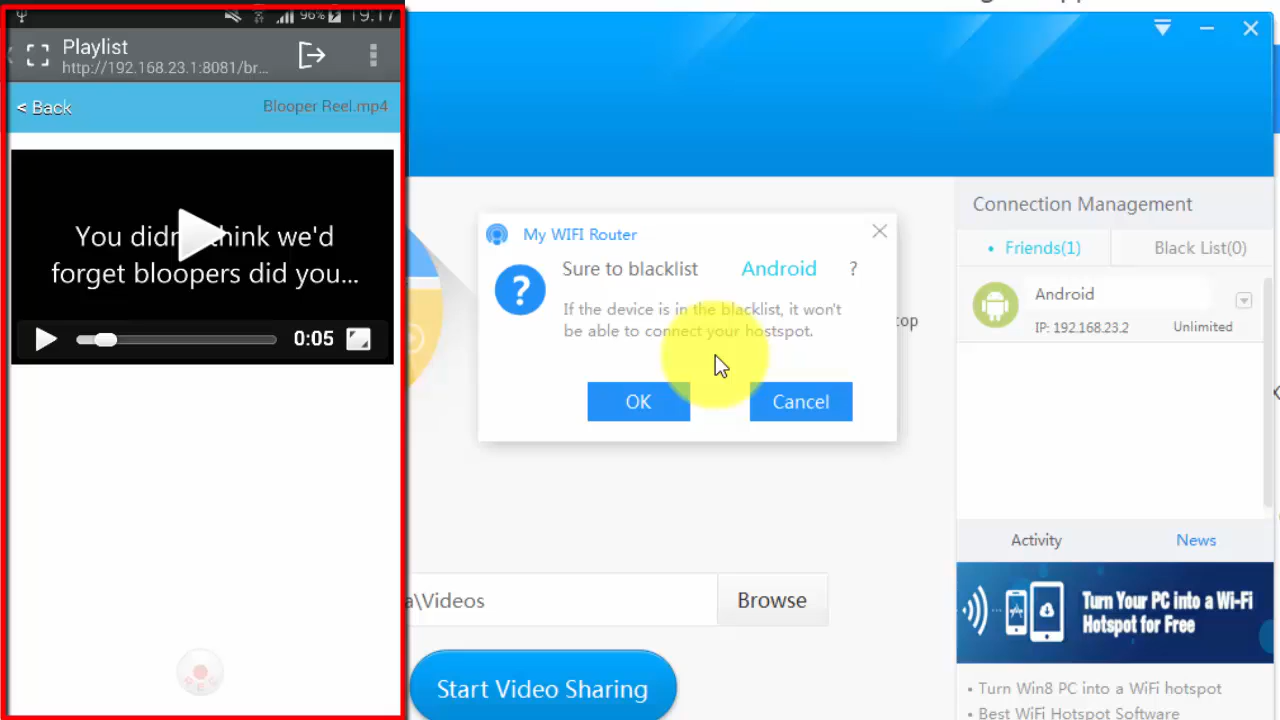 96% 19:17
Playlist
http://192.168.23.1:8081/br...
< Back
Blooper Reel.mp4
You didn't think we'd
forget bloopers did you...
0:05
My WIFI Router
Sure to blacklist Android ?
If the device is in the blacklist, it won't
be able to connect your hostspot.
OK
Cancel
top
a\Videos
Browse
Start Video Sharing
Connection Management
• Friends(1)
Black List(0)
Android
IP: 192.168.23.2
Unlimited
Activity
News
Turn Your PC into a Wi-Fi
Hotspot for Free
• Turn Win8 PC into a WiFi hotspot
• Best WiFi Hotspot Software
REC